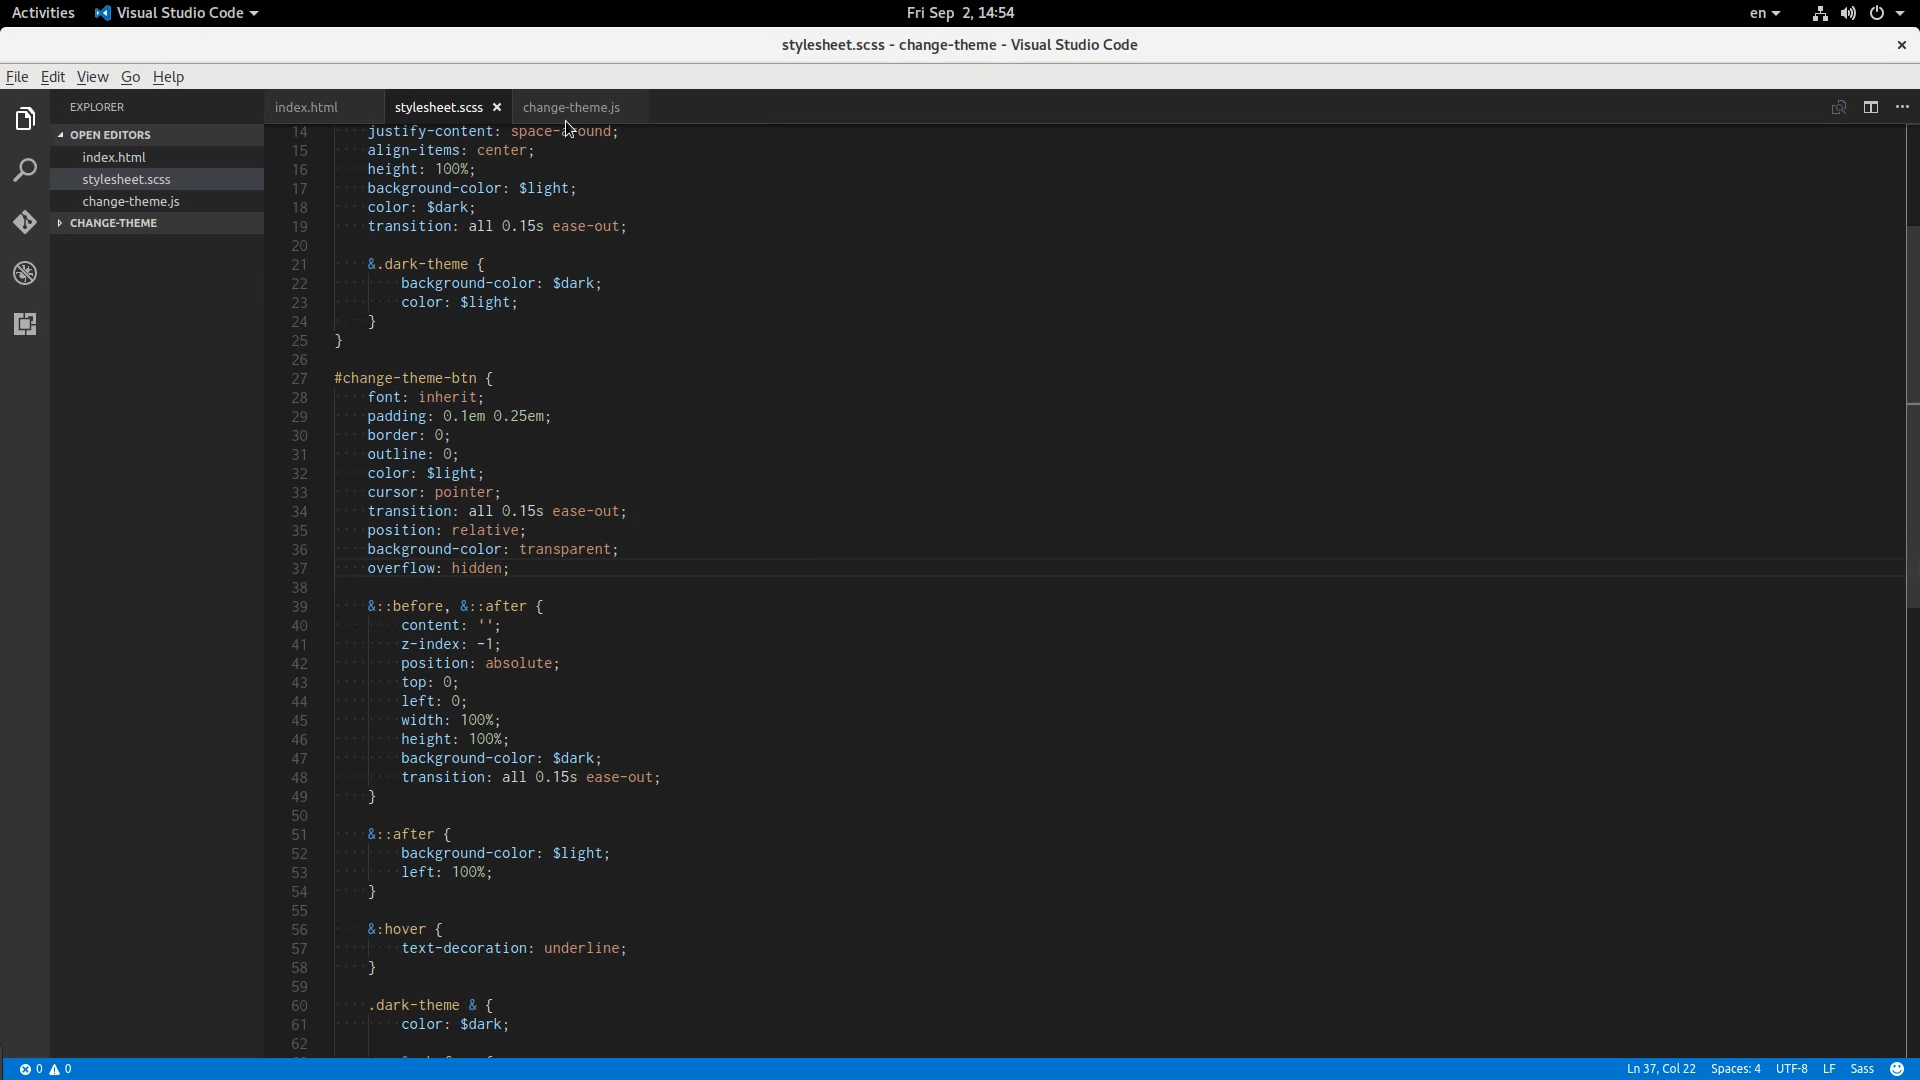 Activities Visual Studio Code Fri Sep 2, 14:54 en
stylesheet.scss - change-theme - Visual Studio Code ×
File Edit View Go Help
EXPLORER
OPEN EDITORS
index.html
stylesheet.scss
change-theme.js
CHANGE-THEME
index.html stylesheet.scss × change-theme.js
14 justify-content: space-around;
15 align-items: center;
16 height: 100%;
17 background-color: $light;
18 color: $dark;
19 transition: all 0.15s ease-out;
20
21 &.dark-theme {
22 background-color: $dark;
23 color: $light;
24 }
25 }
26
27 #change-theme-btn {
28 font: inherit;
29 padding: 0.1em 0.25em;
30 border: 0;
31 outline: 0;
32 color: $light;
33 cursor: pointer;
34 transition: all 0.15s ease-out;
35 position: relative;
36 background-color: transparent;
37 overflow: hidden;
38
39 &::before, &::after {
40 content: '';
41 z-index: -1;
42 position: absolute;
43 top: 0;
44 left: 0;
45 width: 100%;
46 height: 100%;
47 background-color: $dark;
48 transition: all 0.15s ease-out;
49 }
50
51 &::after {
52 background-color: $light;
53 left: 100%;
54 }
55
56 &:hover {
57 text-decoration: underline;
58 }
59
60 .dark-theme & {
61 color: $dark;
62
0 0 Ln 37, Col 22 Spaces: 4 UTF-8 LF Sass